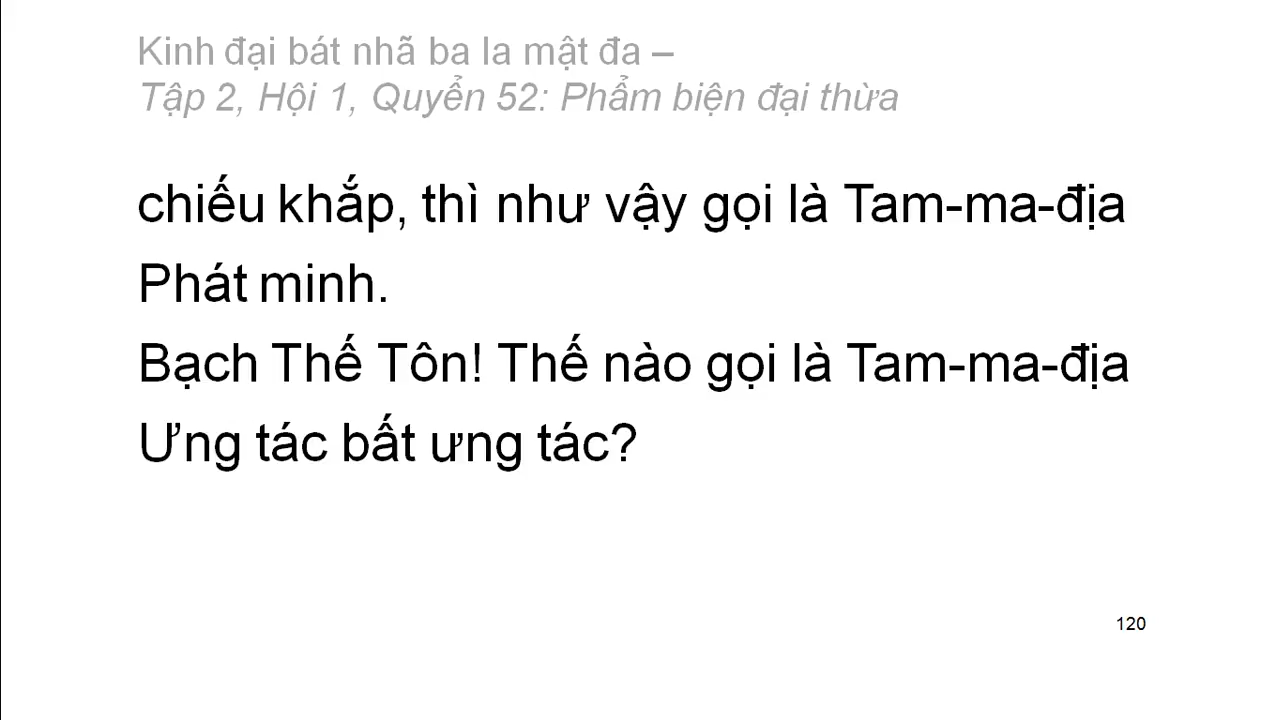 Kinh đại bát nhã ba la mật đa –
Tập 2, Hội 1, Quyển 52: Phẩm biện đại thừa
chiếu khắp, thì như vậy gọi là Tam-ma-địa
Phát minh.
Bạch Thế Tôn! Thế nào gọi là Tam-ma-địa
Ưng tác bất ưng tác?
120